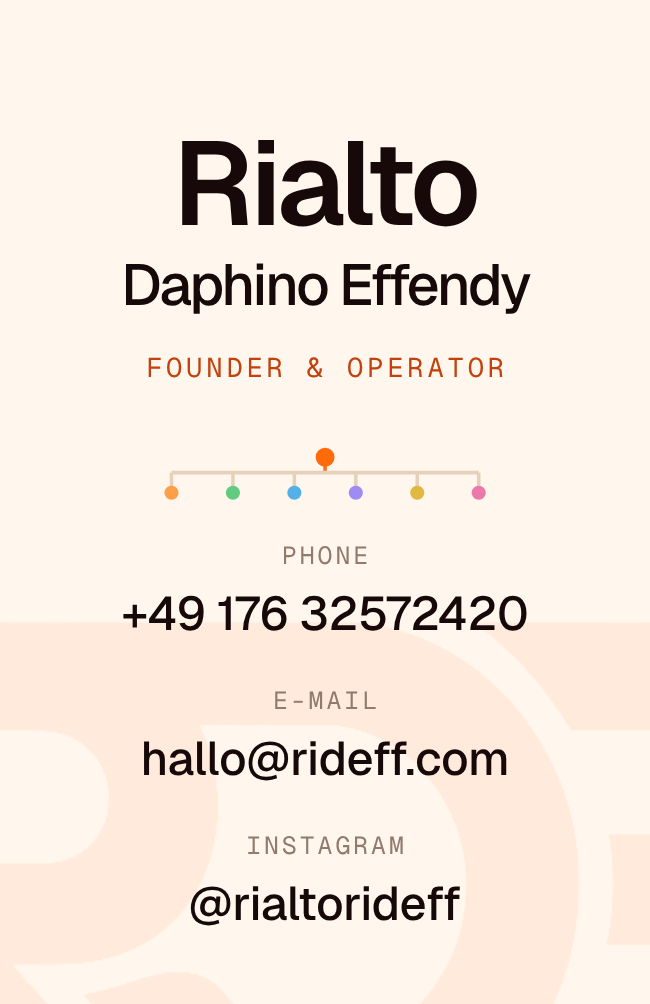 Rialto
Daphino Effendy
FOUNDER & OPERATOR
PHONE
+49 176 32572420
E-MAIL
hallo@rideff.com
INSTAGRAM
@rialtorideff